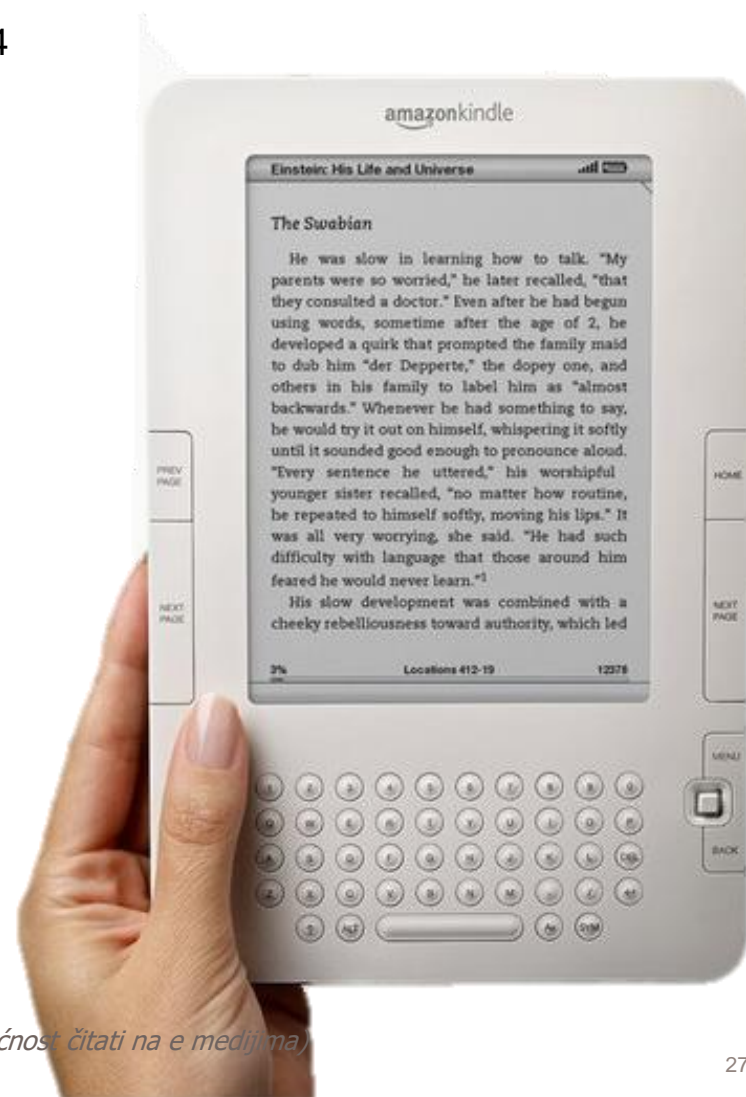 4
amazonkindle
Einstein: His Life and Universe
The Swabian
He was slow in learning how to talk. "My
parents were so worried," he later recalled, "that
they consulted a doctor." Even after he had begun
using words, sometime after the age of 2, he
developed a quirk that prompted the family maid
to dub him "der Depperte," the dopey one, and
others in his family to label him as "almost
backwards." Whenever he had something to say,
he would try it out on himself, whispering it softly
until it sounded good enough to pronounce aloud.
"Every sentence he uttered," his worshipful
younger sister recalled, "no matter how routine,
he repeated to himself softly, moving his lips." It
was all very worrying, she said. "He had such
difficulty with language that those around him
feared he would never learn."1
His slow development was combined with a
cheeky rebelliousness toward authority, which led
3% Locations 412-19 12378
PREV
PAGE
HOME
NEXT
PAGE
NEXT
PAGE
MENU
BACK
DEL
ALT
SYM
čitati na e medijima)
27